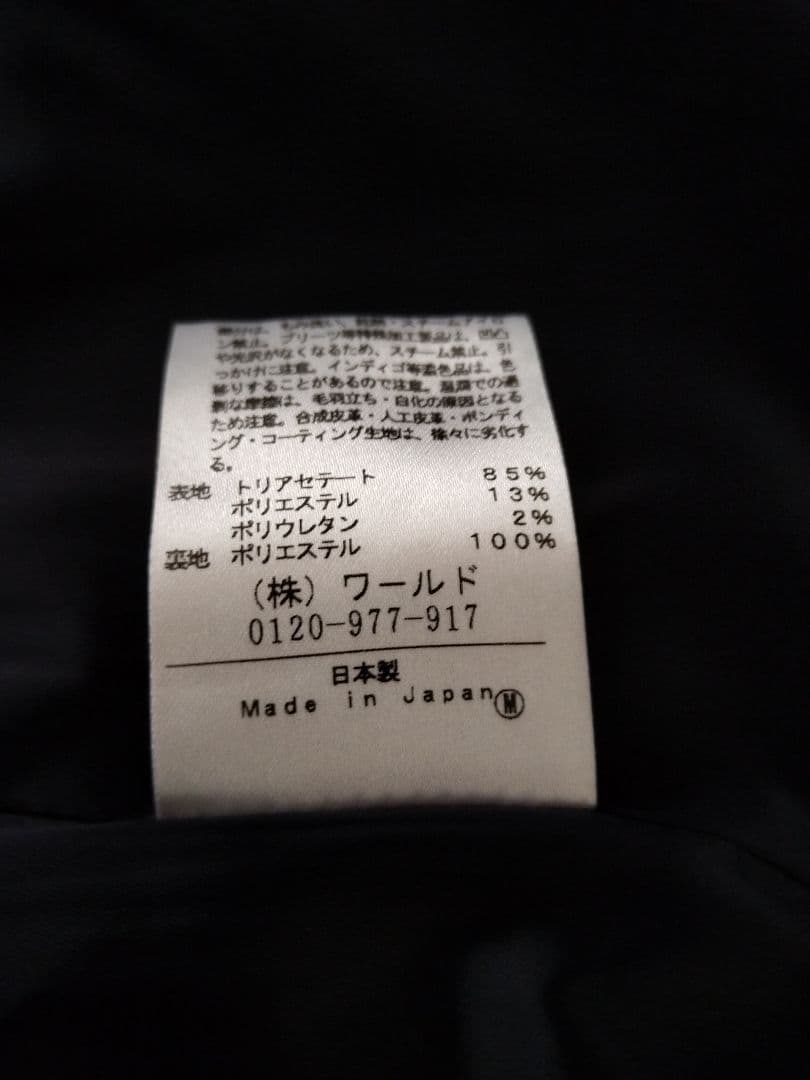 ン禁止。プリーツ等特殊加工製品は、凹凸
や光沢がなくなるため、スチーム禁止。引
っかけに注意。インディゴ等濃色品は、色
移りすることがあるので注意。湿潤での過
剰な摩擦は、毛羽立ち・白化の原因となる
ため注意。合成皮革・人工皮革・ボンディ
ング・コーティング生地は、徐々に劣化す
る。
表地 トリアセテート 85%
ポリエステル 13%
ポリウレタン 2%
裏地 ポリエステル 100%
(株) ワールド
0120-977-917
日本製
Made in Japan Ⓜ